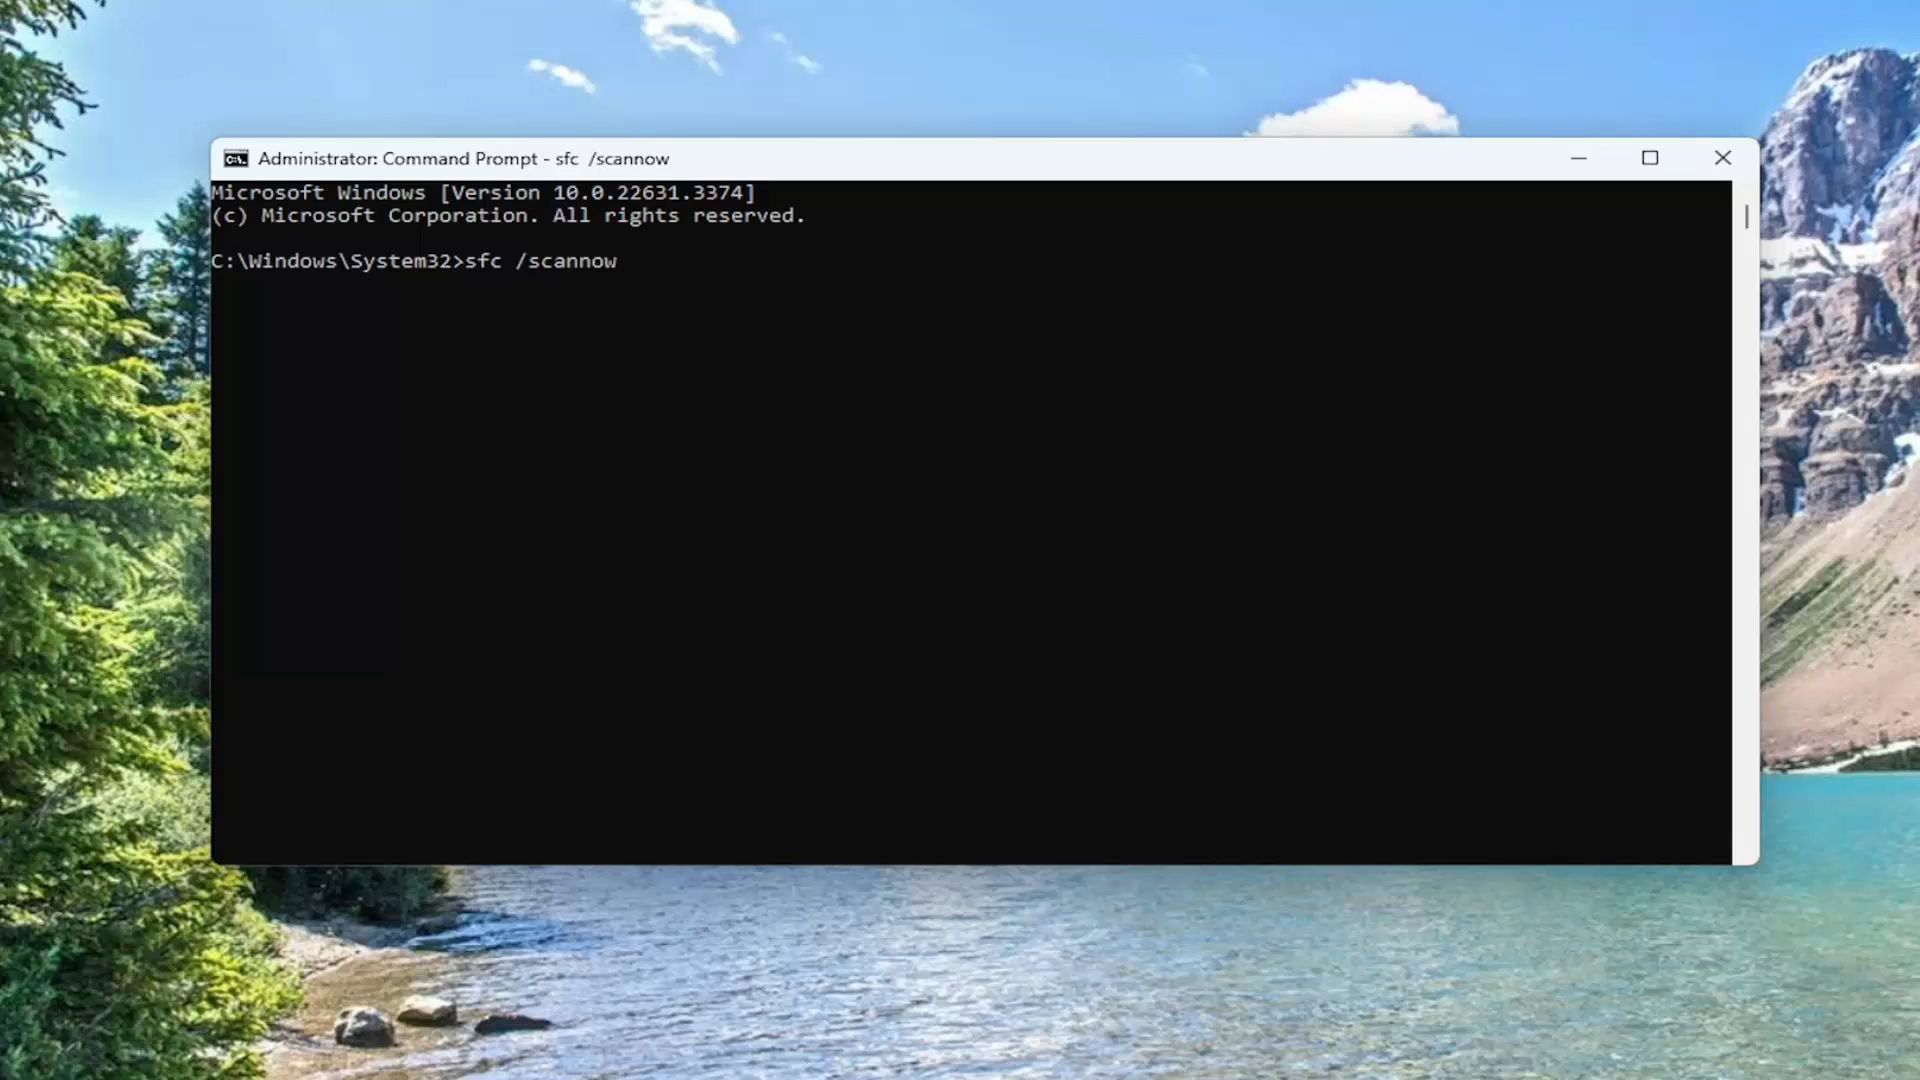 Administrator: Command Prompt - sfc  /scannow
Microsoft Windows [Version 10.0.22631.3374]
(c) Microsoft Corporation. All rights reserved.
C:\Windows\System32>sfc /scannow